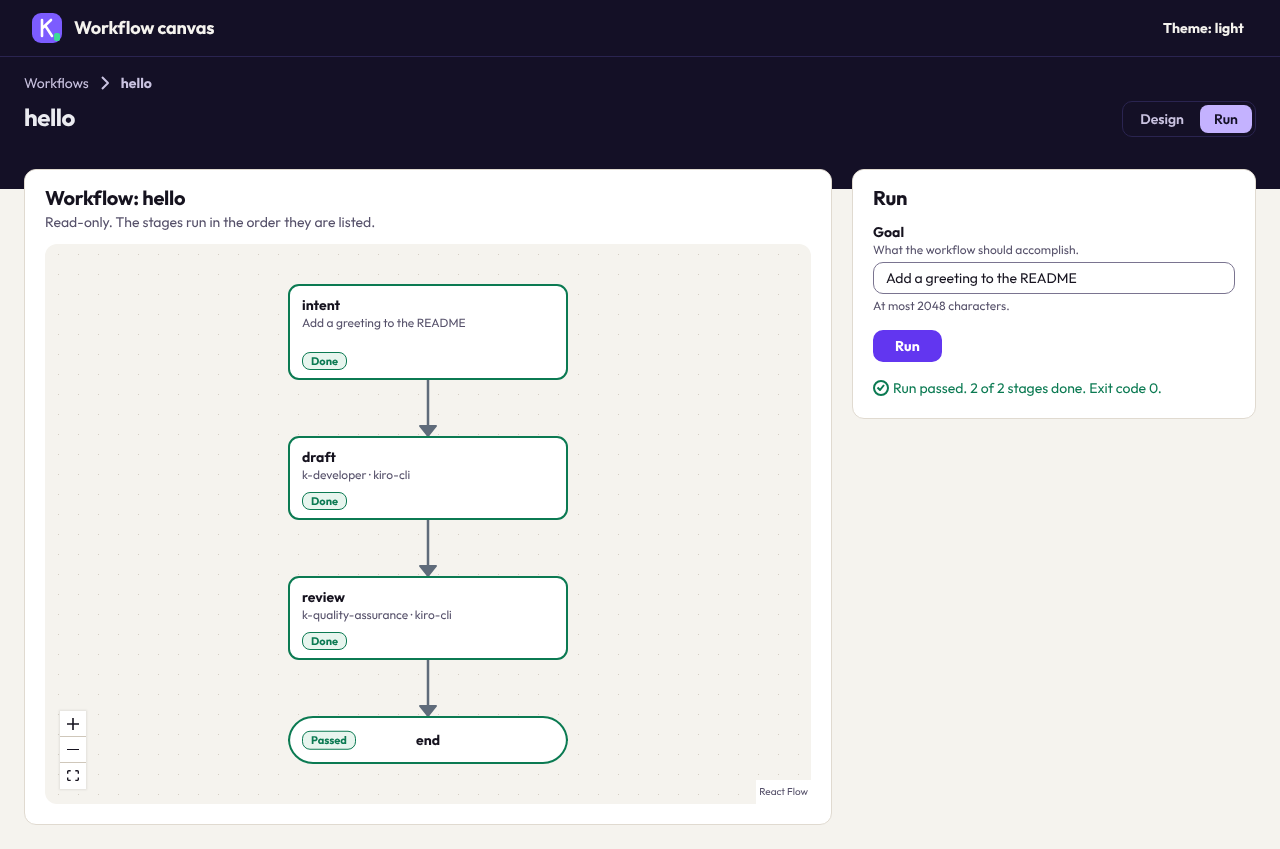 Workflow canvas
Theme: light
Workflows
hello
hello
Design
Run
Workflow: hello
Read-only. The stages run in the order they are listed.
intent
Add a greeting to the README
Done
draft
k-developer · kiro-cli
Done
review
k-quality-assurance · kiro-cli
Done
Passed
end
React Flow
Run
Goal
What the workflow should accomplish.
Add a greeting to the README
At most 2048 characters.
Run
Run passed. 2 of 2 stages done. Exit code 0.